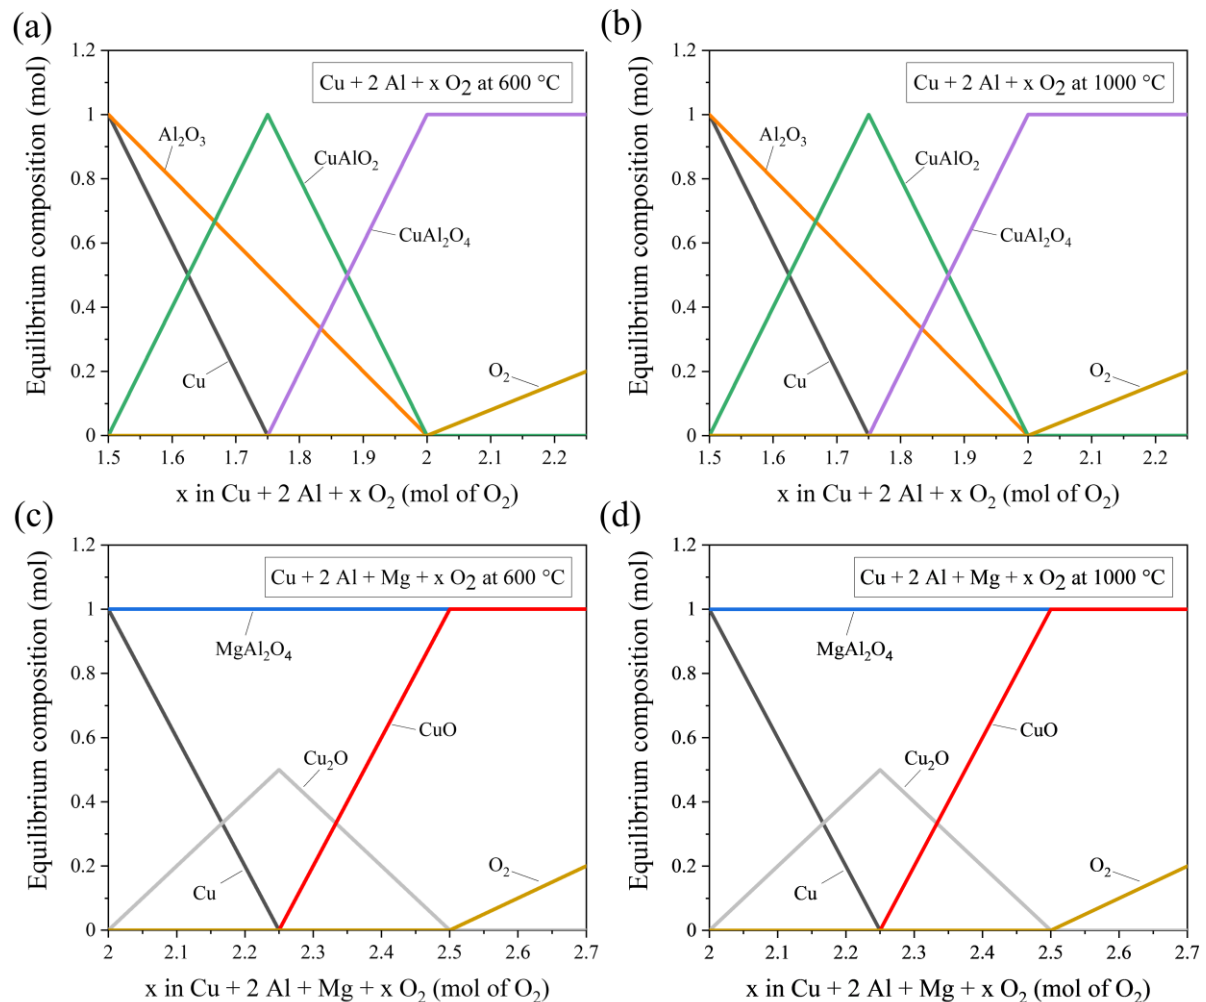 (a)
Equilibrium composition (mol)
1.2
1
0.8
0.6
0.4
0.2
0
Cu + 2 Al + x O₂ at 600 °C
Al₂O₃
CuAlO₂
CuAl₂O₄
Cu
O₂
1.5 1.6 1.7 1.8 1.9 2 2.1 2.2
x in Cu + 2 Al + x O₂ (mol of O₂)
(b)
Equilibrium composition (mol)
1.2
1
0.8
0.6
0.4
0.2
0
Cu + 2 Al + x O₂ at 1000 °C
Al₂O₃
CuAlO₂
CuAl₂O₄
Cu
O₂
1.5 1.6 1.7 1.8 1.9 2 2.1 2.2
x in Cu + 2 Al + x O₂ (mol of O₂)
(c)
Equilibrium composition (mol)
1.2
1
0.8
0.6
0.4
0.2
0
Cu + 2 Al + Mg + x O₂ at 600 °C
MgAl₂O₄
CuO
Cu₂O
Cu
O₂
2 2.1 2.2 2.3 2.4 2.5 2.6 2.7
x in Cu + 2 Al + Mg + x O₂ (mol of O₂)
(d)
Equilibrium composition (mol)
1.2
1
0.8
0.6
0.4
0.2
0
Cu + 2 Al + Mg + x O₂ at 1000 °C
MgAl₂O₄
CuO
Cu₂O
Cu
O₂
2 2.1 2.2 2.3 2.4 2.5 2.6 2.7
x in Cu + 2 Al + Mg + x O₂ (mol of O₂)